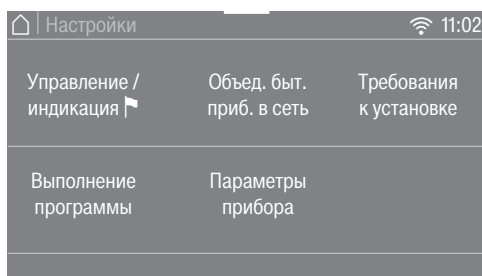 Настройки 11:02
Управление / Объед. быт. Требования
индикация приб. в сеть к установке
Выполнение Параметры
программы прибора